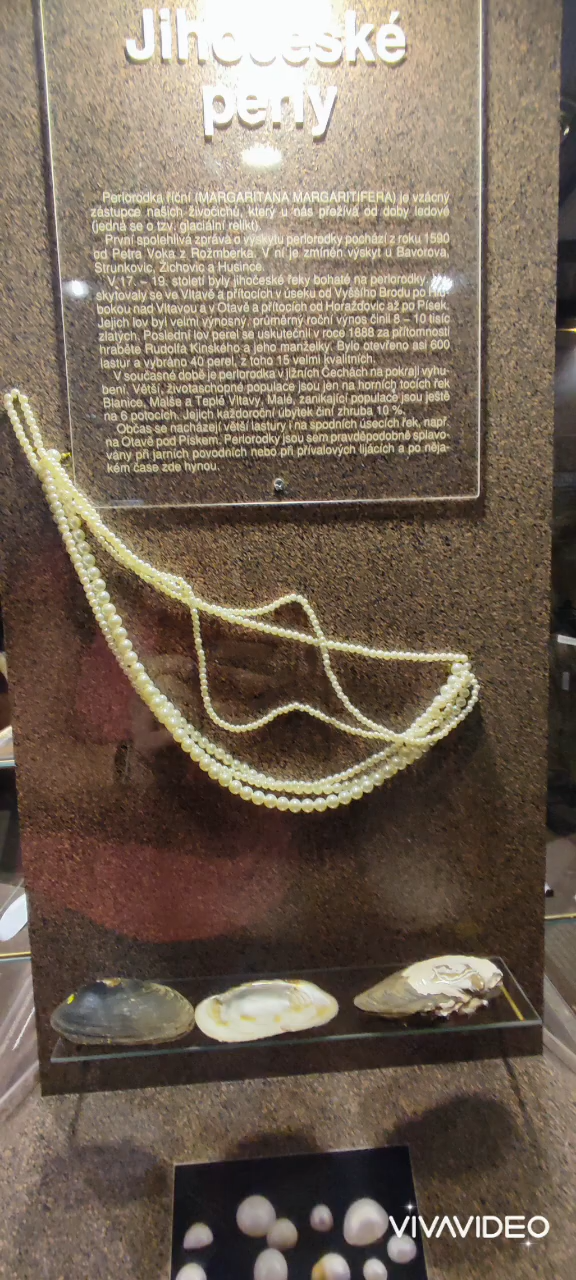 Jihočeské
perly
Perlorodka říční (MARGARITANA MARGARITIFERA) je vzácný
zástupce našich živočichů, který u nás přežívá od doby ledové
(jedná se o tzv. glaciální relikt).
První spolehlivá zpráva o výskytu perlorodky pochází z roku 1590
od Petra Voka z Rožmberka. V ní je zmíněn výskyt u Bavorova,
Strunkovic, Žichovic a Husince.
V 17. – 19. století byly jihočeské řeky bohaté na perlorodky,
skytovaly se ve Vltavě a přítocích v úseku od Vyššího Brodu po Hlu-
bokou nad Vltavou a v Otavě a přítocích od Horažďovic až po Písek.
Jejich lov byl velmi výnosný, průměrný roční výnos činil 8 – 10 tisíc
zlatých. Poslední lov perel se uskutečnil v roce 1888 za přítomnosti
hraběte Rudolfa Kinského a jeho manželky. Bylo otevřeno asi 600
lastur a vybráno 40 perel, z toho 15 velmi kvalitních.
V současné době je perlorodka v jižních Čechách na pokraji vyhu-
bení. Větší, životaschopné populace jsou jen na horních tocích řek
Blanice, Malše a Teplé Vltavy. Malé, zanikající populace jsou ještě
na 6 potocích. Jejich každoroční úbytek činí zhruba 10 %.
Občas se nacházejí větší lastury i na spodních úsecích řek, např.
na Otavě pod Pískem. Perlorodky jsou sem pravděpodobně splavo-
vány při jarních povodních nebo při přívalových lijácích a po něja-
kém čase zde hynou.
VIVAVIDEO